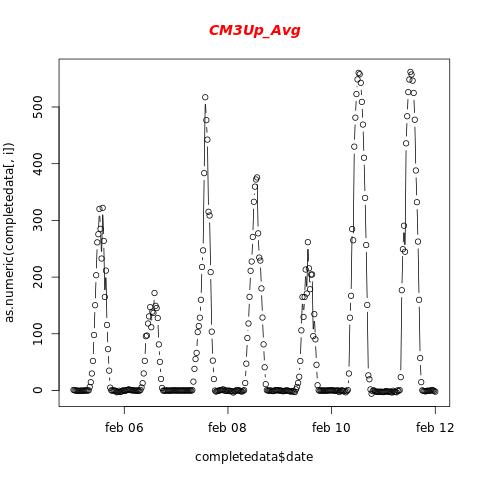 CM3Up_Avg
as.numeric(completedata[, i])
500
400
300
200
100
0
feb 06
feb 08
feb 10
feb 12
completedata$date